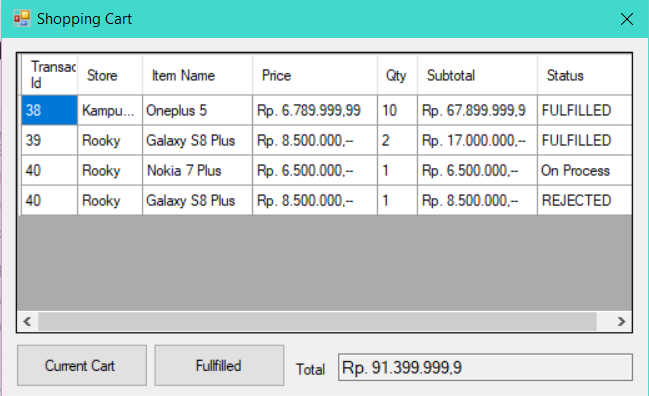 Shopping Cart
Transac Id Store Item Name Price Qty Subtotal Status
38 Kampu... Oneplus 5 Rp. 6.789.999,99 10 Rp. 67.899.999,9 FULFILLED
39 Rooky Galaxy S8 Plus Rp. 8.500.000,-- 2 Rp. 17.000.000,-- FULFILLED
40 Rooky Nokia 7 Plus Rp. 6.500.000,-- 1 Rp. 6.500.000,-- On Process
40 Rooky Galaxy S8 Plus Rp. 8.500.000,-- 1 Rp. 8.500.000,-- REJECTED
Current Cart Fullfilled Total Rp. 91.399.999,9